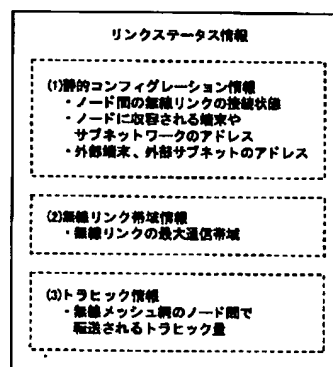 リンクステータス情報
(1)静的コンフィグレーション情報
・ノード間の無線リンクの接続状態
・ノードに収容される端末や
サブネットワークのアドレス
・外部端末、外部サブネットのアドレス
(2)無線リンク帯域情報
・無線リンクの最大通信帯域
(3)トラヒック情報
・無線メッシュ網のノード間で
転送されるトラヒック量